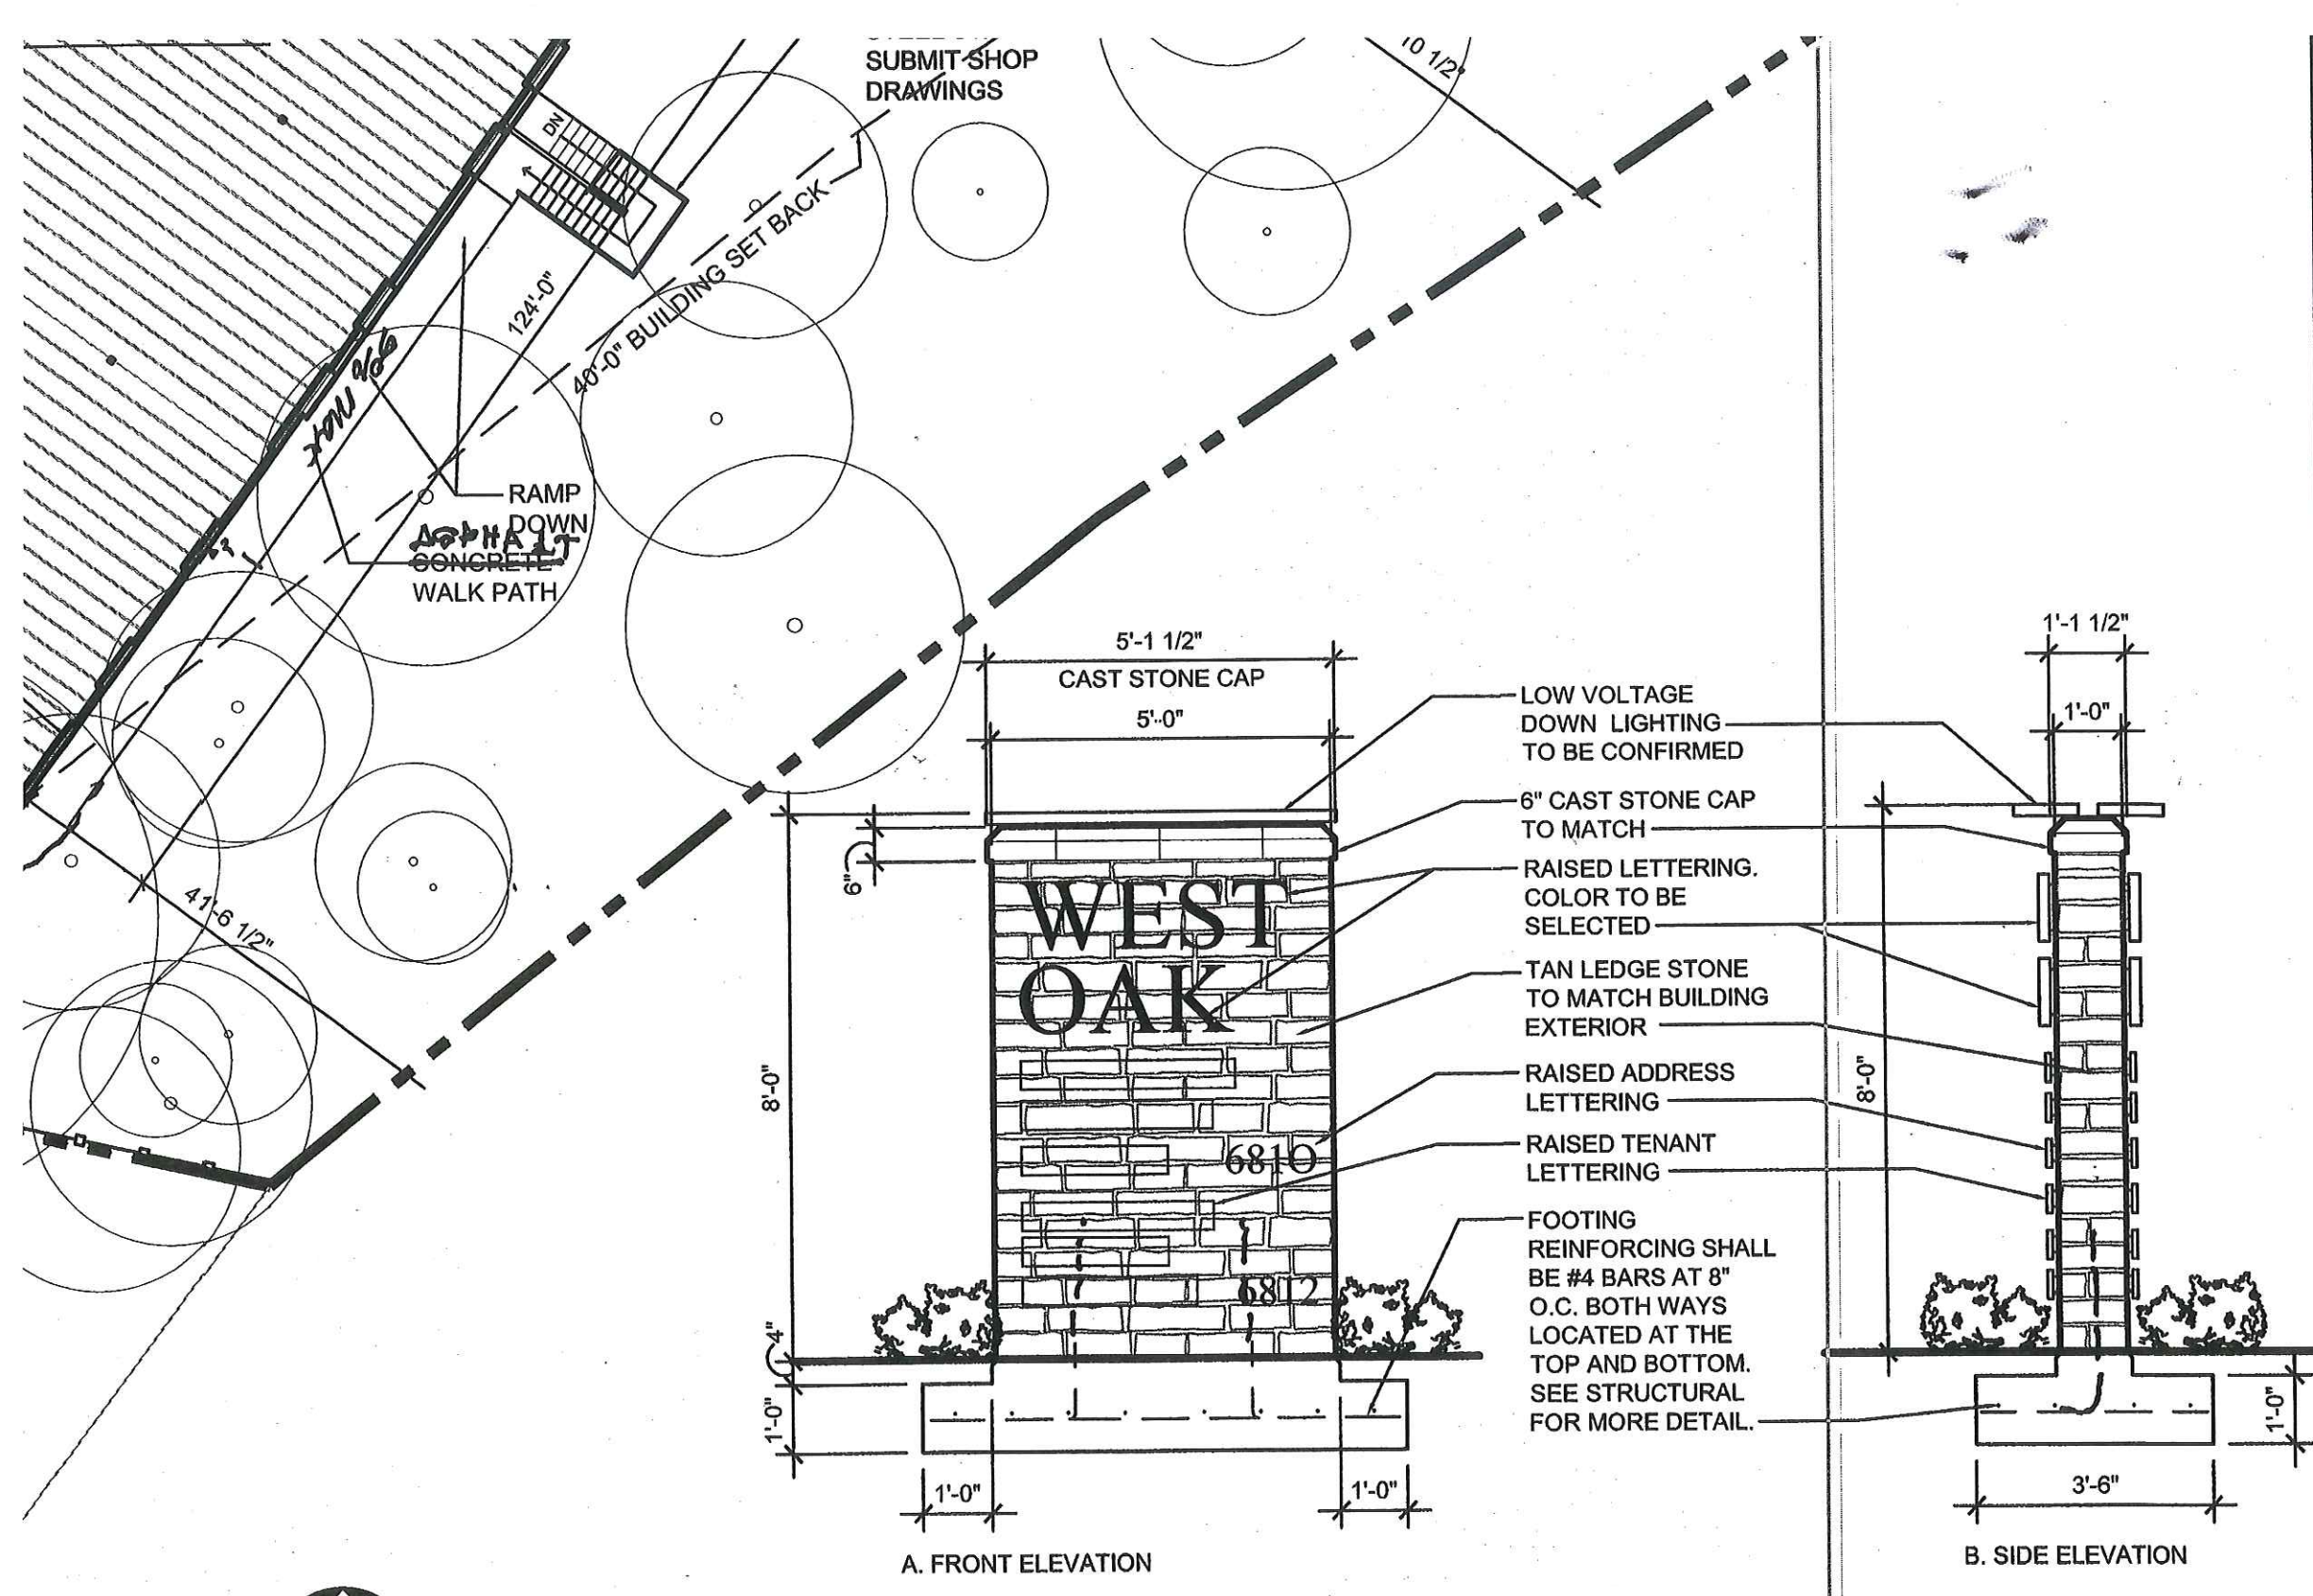 SUBMIT SHOP
DRAWINGS
10 1/2"
DN
124'-0"
40'-0" BUILDING SET BACK
MAX
RAMP
DOWN
ASPHALT
CONCRETE
WALK PATH
41'-6 1/2"
5'-1 1/2"
CAST STONE CAP
5'-0"
6"
8'-0"
4"
1'-0"
WEST
OAK
6810
6812
1'-0"
1'-0"
A. FRONT ELEVATION
LOW VOLTAGE
DOWN LIGHTING
TO BE CONFIRMED
6" CAST STONE CAP
TO MATCH
RAISED LETTERING.
COLOR TO BE
SELECTED
TAN LEDGE STONE
TO MATCH BUILDING
EXTERIOR
RAISED ADDRESS
LETTERING
RAISED TENANT
LETTERING
FOOTING
REINFORCING SHALL
BE #4 BARS AT 8"
O.C. BOTH WAYS
LOCATED AT THE
TOP AND BOTTOM.
SEE STRUCTURAL
FOR MORE DETAIL.
1'-1 1/2"
1'-0"
8'-0"
1'-0"
3'-6"
B. SIDE ELEVATION